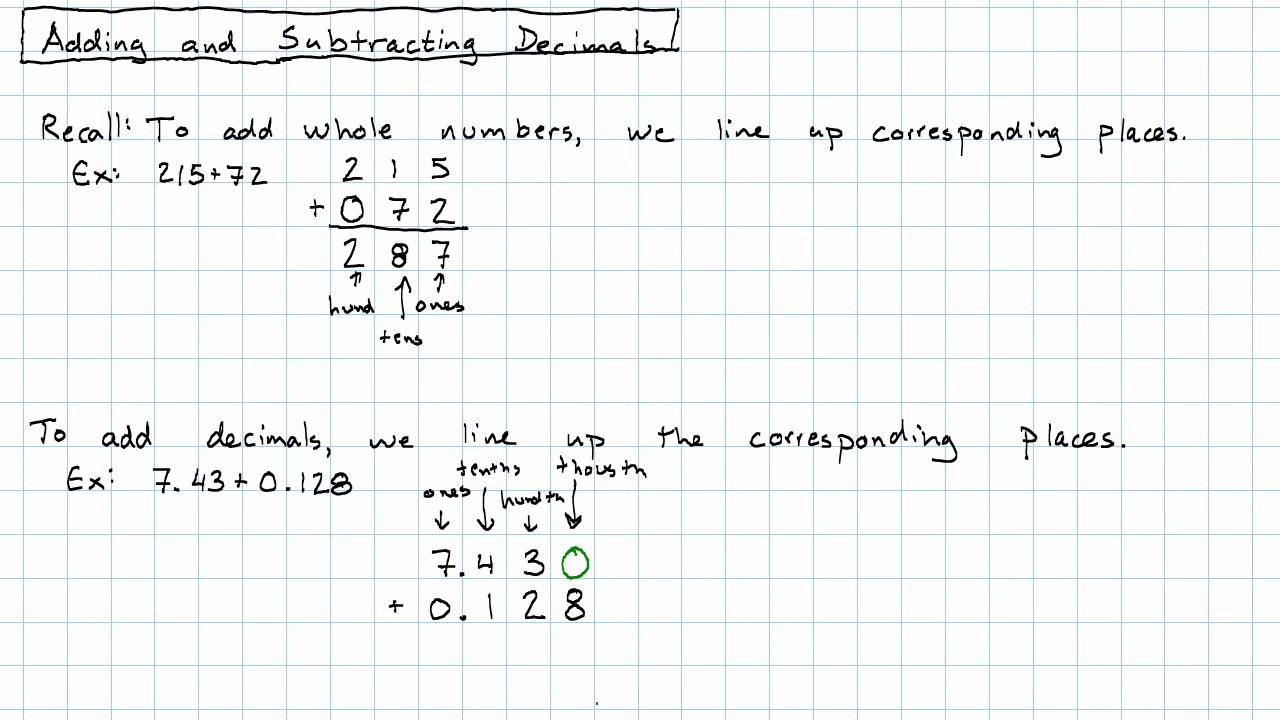 Adding and Subtracting Decimals
Recall: To add whole numbers, we line up corresponding places.
Ex: 215+72
2 1 5
+ 0 7 2
2 8 7
hund ones
tens
To add decimals, we line up the corresponding places.
Ex: 7.43+0.128
tenths thousth
ones hundth
7.4 3 0
+ 0.1 2 8